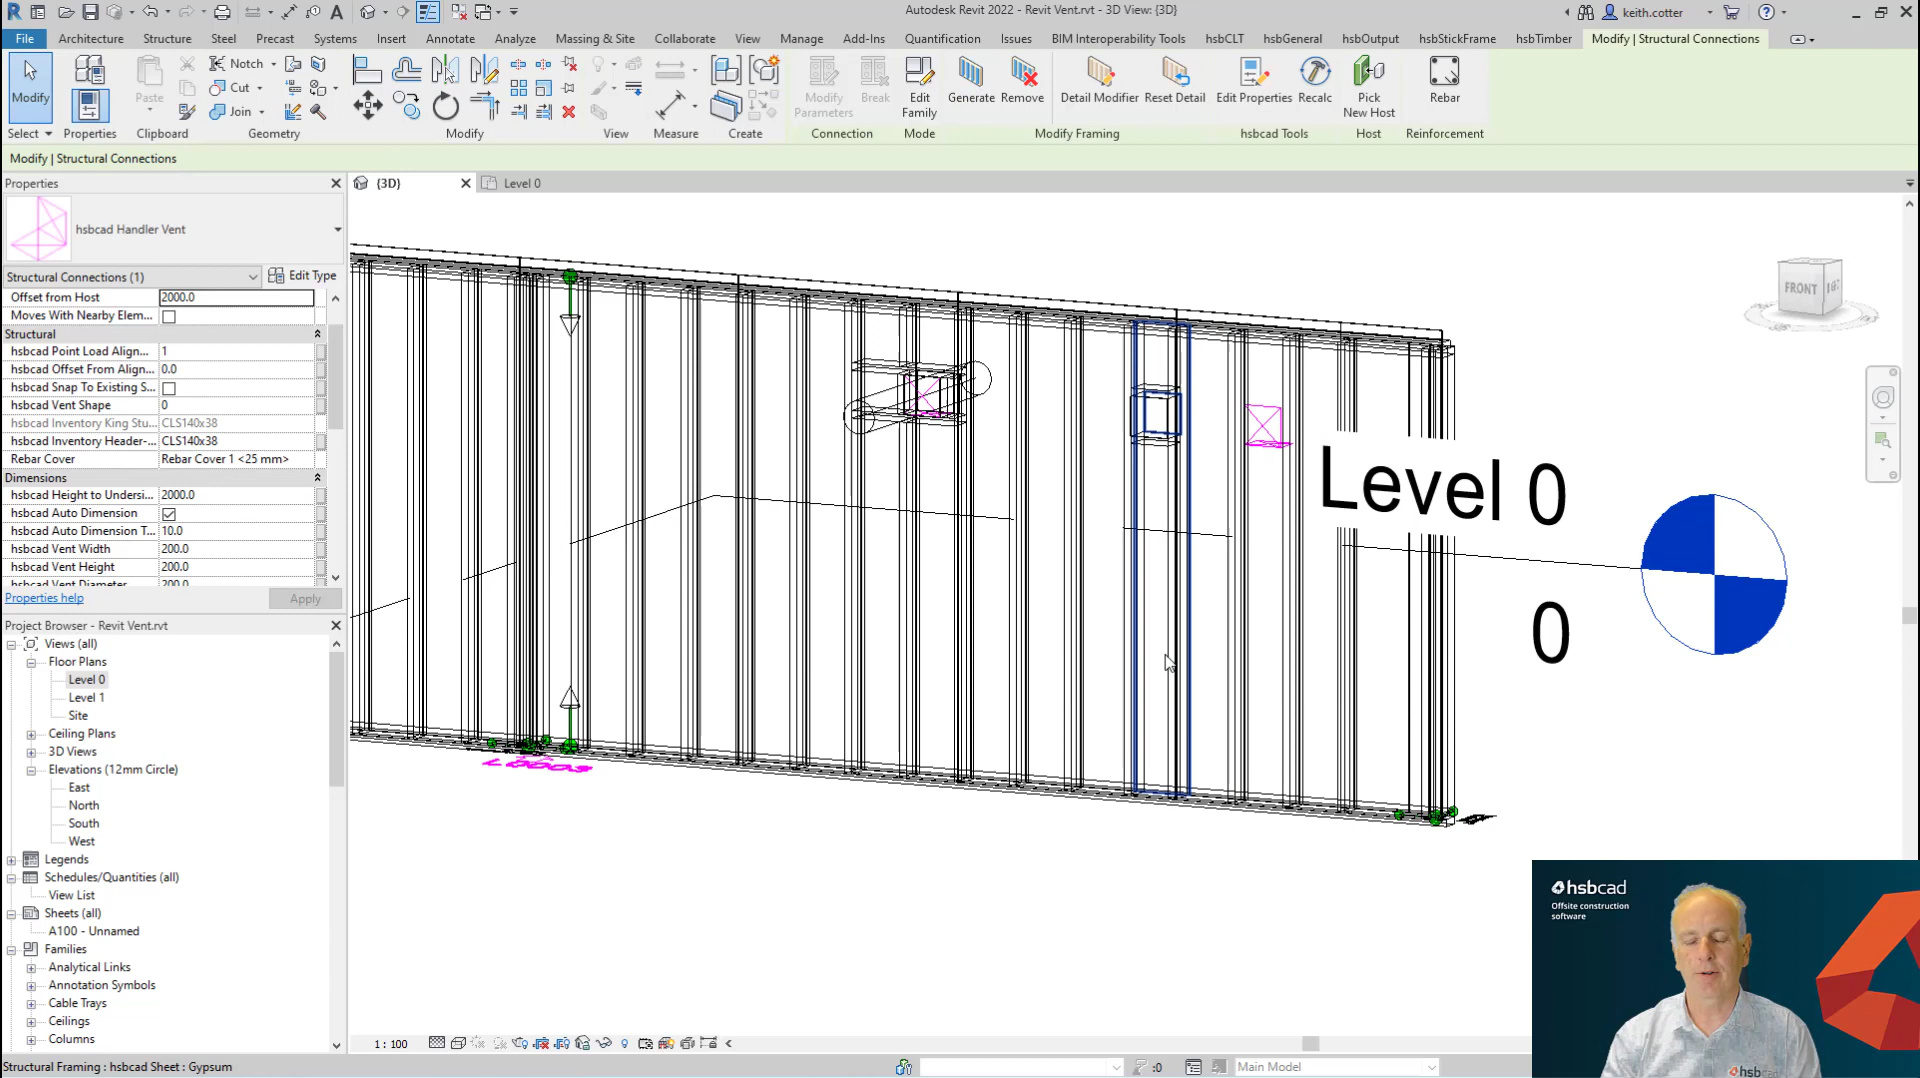 Autodesk Revit 2022 - Revit Vent.rvt - 3D View: {3D}
keith.cotter
File Architecture Structure Steel Precast Systems Insert Annotate Analyze Massing & Site Collaborate View Manage Add-Ins Quantification Issues BIM Interoperability Tools hsbCLT hsbGeneral hsbOutput hsbStickFrame hsbTimber Modify | Structural Connections
Modify
Paste
Notch
Cut
Join
Modify Parameters
Break
Edit Family
Generate
Remove
Detail Modifier
Reset Detail
Edit Properties
Recalc
Pick New Host
Rebar
Select Properties Clipboard Geometry Modify View Measure Create Connection Mode Modify Framing hsbcad Tools Host Reinforcement
Modify | Structural Connections
Properties
{3D}
Level 0
hsbcad Handler Vent
Structural Connections (1)
Edit Type
Offset from Host 2000.0
Moves With Nearby Elem...
Structural
hsbcad Point Load Align... 1
hsbcad Offset From Align... 0.0
hsbcad Snap To Existing S...
hsbcad Vent Shape 0
hsbcad Inventory King Stu... CLS140x38
hsbcad Inventory Header-... CLS140x38
Rebar Cover Rebar Cover 1 <25 mm>
Dimensions
hsbcad Height to Undersi... 2000.0
hsbcad Auto Dimension
hsbcad Auto Dimension T... 10.0
hsbcad Vent Width 200.0
hsbcad Vent Height 200.0
hsbcad Vent Diameter 200.0
Properties help
Apply
Project Browser - Revit Vent.rvt
Views (all)
Floor Plans
Level 0
Level 1
Site
Ceiling Plans
3D Views
Elevations (12mm Circle)
East
North
South
West
Legends
Schedules/Quantities (all)
View List
Sheets (all)
A100 - Unnamed
Families
Analytical Links
Annotation Symbols
Cable Trays
Ceilings
Columns
FRONT
Level 0
0
1 : 100
Structural Framing : hsbcad Sheet : Gypsum
:0
Main Model
hsbcad
Offsite construction
software